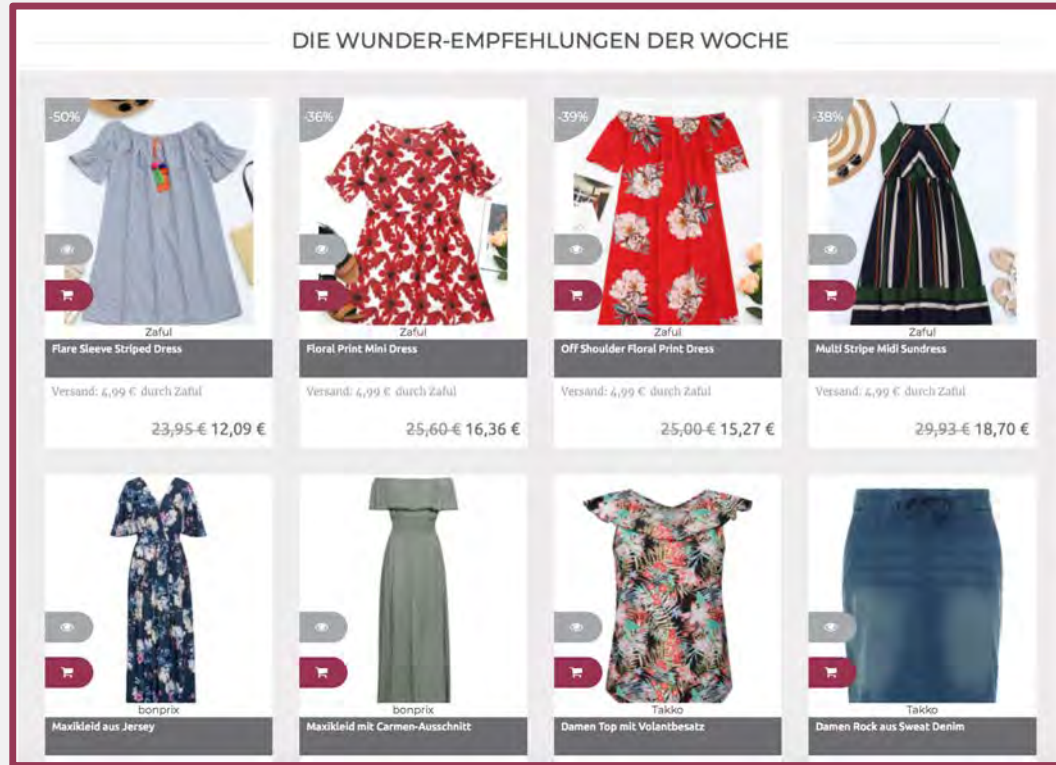 DIE WUNDER-EMPFEHLUNGEN DER WOCHE
-50%
Zaful
Flare Sleeve Striped Dress
Versand: 4,99 € durch Zaful
23,95 € 12,09 €
-36%
Zaful
Floral Print Mini Dress
Versand: 4,99 € durch Zaful
25,60 € 16,36 €
-39%
Zaful
Off Shoulder Floral Print Dress
Versand: 4,99 € durch Zaful
25,00 € 15,27 €
-38%
Zaful
Multi Stripe Midi Sundress
Versand: 4,99 € durch Zaful
29,93 € 18,70 €
bonprix
Maxikleid aus Jersey
bonprix
Maxikleid mit Carmen-Ausschnitt
Takko
Damen Top mit Volantbesatz
Takko
Damen Rock aus Sweat Denim